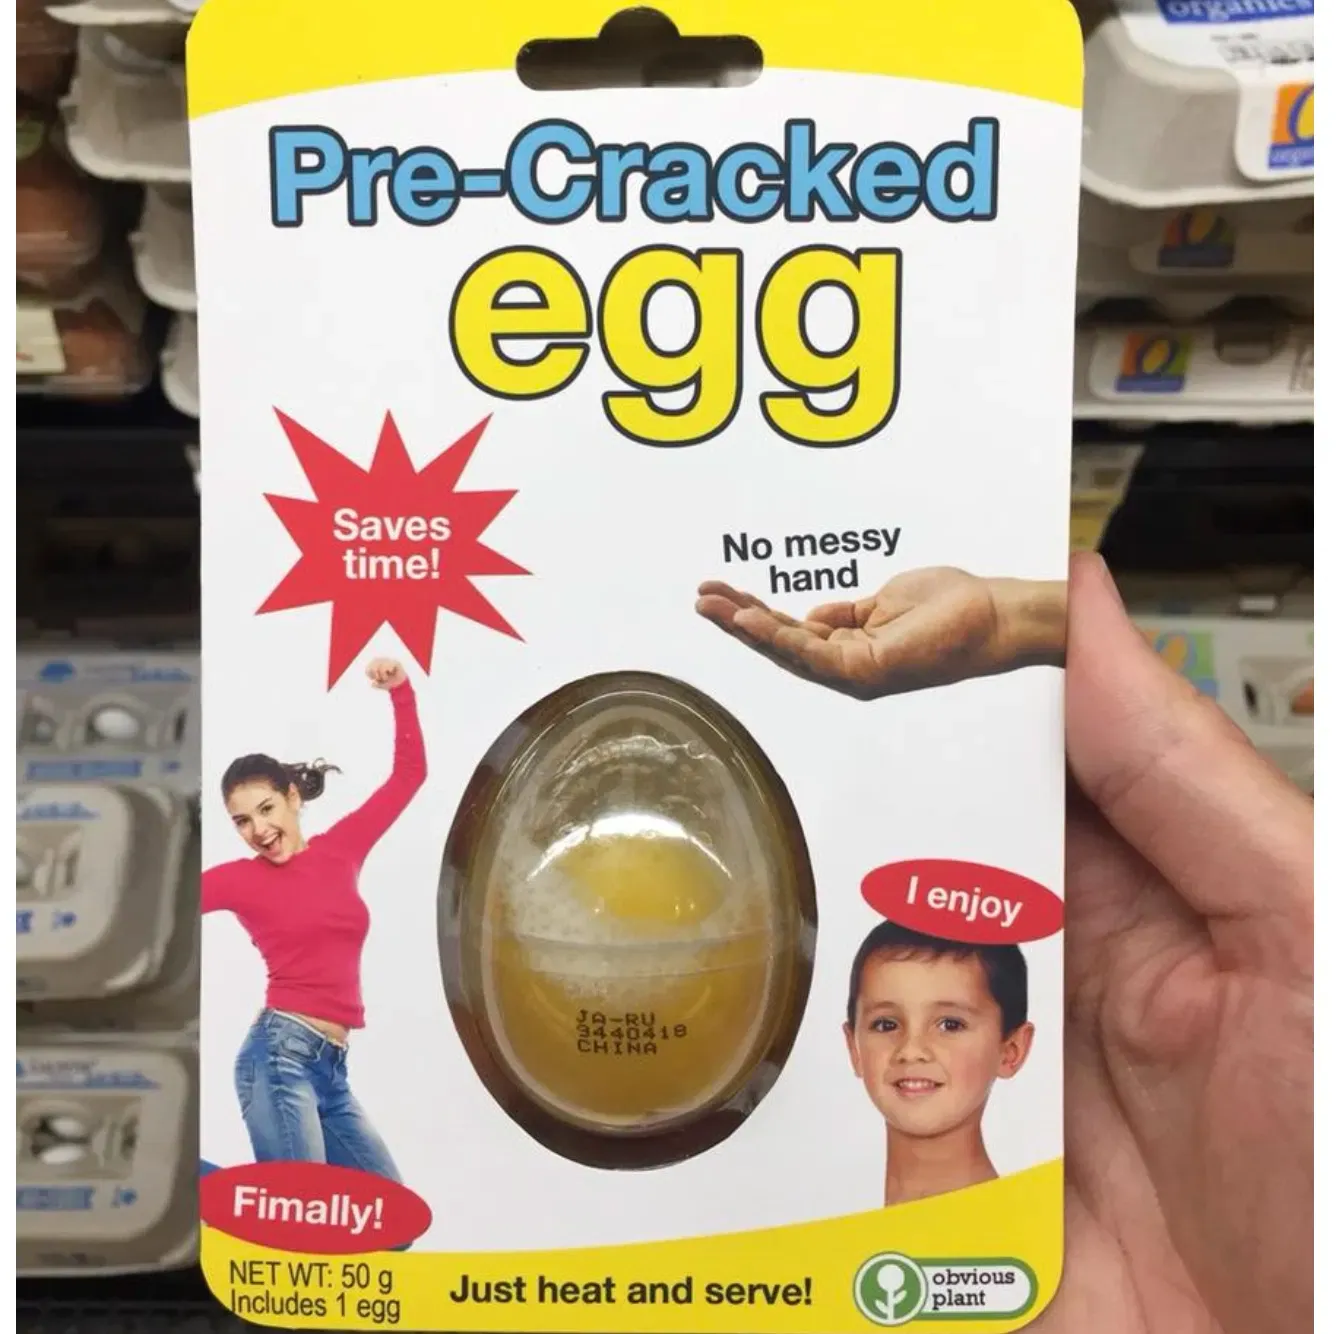 organics
Pre-Cracked
egg
Saves
time!
No messy
hand
I enjoy
JA-RU
3440418
CHINA
Fimally!
NET WT: 50 g
Includes 1 egg
Just heat and serve!
obvious
plant